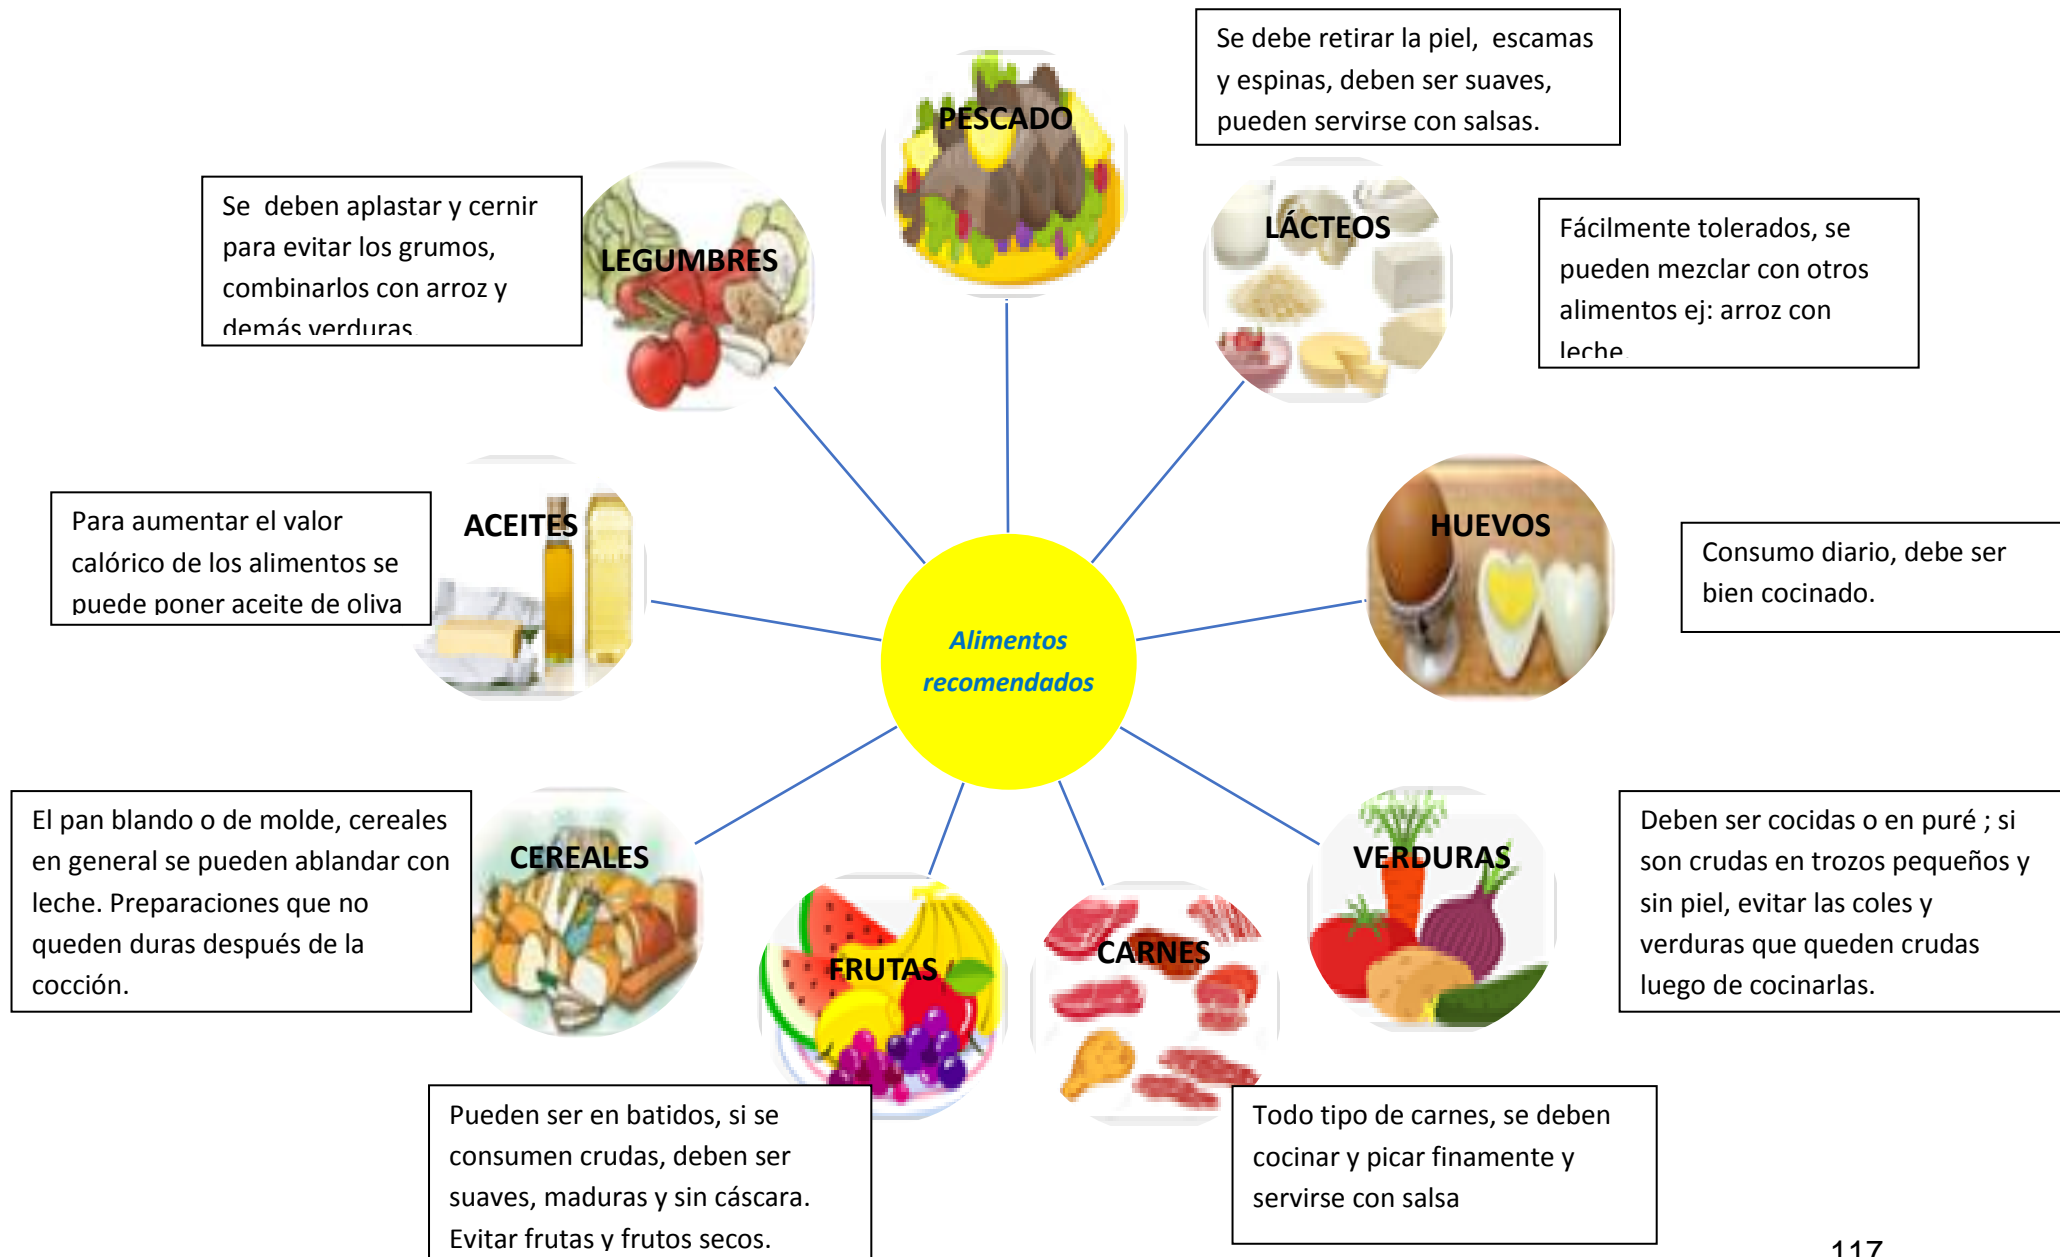 PESCADO
Se debe retirar la piel, escamas
y espinas, deben ser suaves,
pueden servirse con salsas.
LÁCTEOS
Fácilmente tolerados, se
pueden mezclar con otros
alimentos ej: arroz con
leche.
HUEVOS
Consumo diario, debe ser
bien cocinado.
VERDURAS
Deben ser cocidas o en puré ; si
son crudas en trozos pequeños y
sin piel, evitar las coles y
verduras que queden crudas
luego de cocinarlas.
CARNES
Todo tipo de carnes, se deben
cocinar y picar finamente y
servirse con salsa
FRUTAS
Pueden ser en batidos, si se
consumen crudas, deben ser
suaves, maduras y sin cáscara.
Evitar frutas y frutos secos.
CEREALES
El pan blando o de molde, cereales
en general se pueden ablandar con
leche. Preparaciones que no
queden duras después de la
cocción.
ACEITES
Para aumentar el valor
calórico de los alimentos se
puede poner aceite de oliva
LEGUMBRES
Se deben aplastar y cernir
para evitar los grumos,
combinarlos con arroz y
demás verduras.
Alimentos
recomendados
117